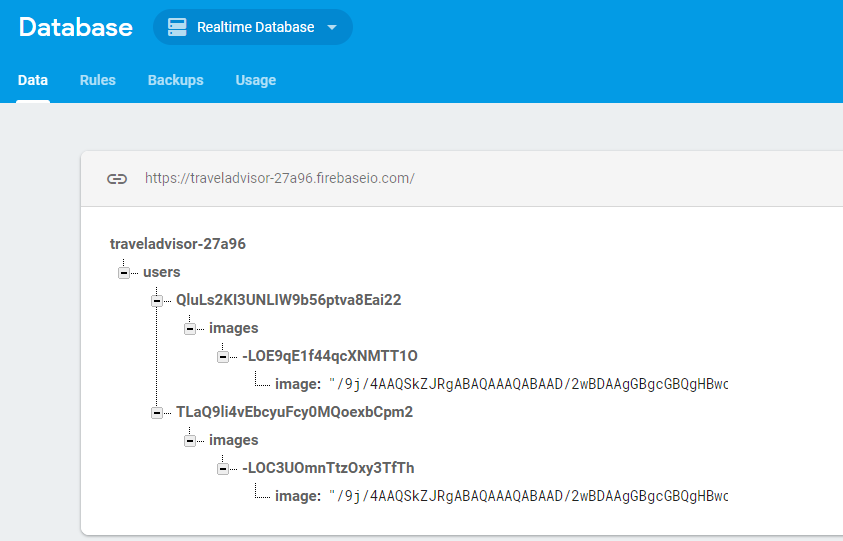 Database Realtime Database
Data Rules Backups Usage
https://traveladvisor-27a96.firebaseio.com/
traveladvisor-27a96
users
QluLs2KI3UNLIW9b56ptva8Eai22
images
-LOE9qE1f44qcXNMTT1O
image: "/9j/4AAQSkZJRgABAQAAAQABAAD/2wBDAAgGBgcGBQgHBwc
TLaQ9li4vEbcyuFcy0MQoexbCpm2
images
-LOC3UOmnTtzOxy3TfTh
image: "/9j/4AAQSkZJRgABAQAAAQABAAD/2wBDAAgGBgcGBQgHBwc